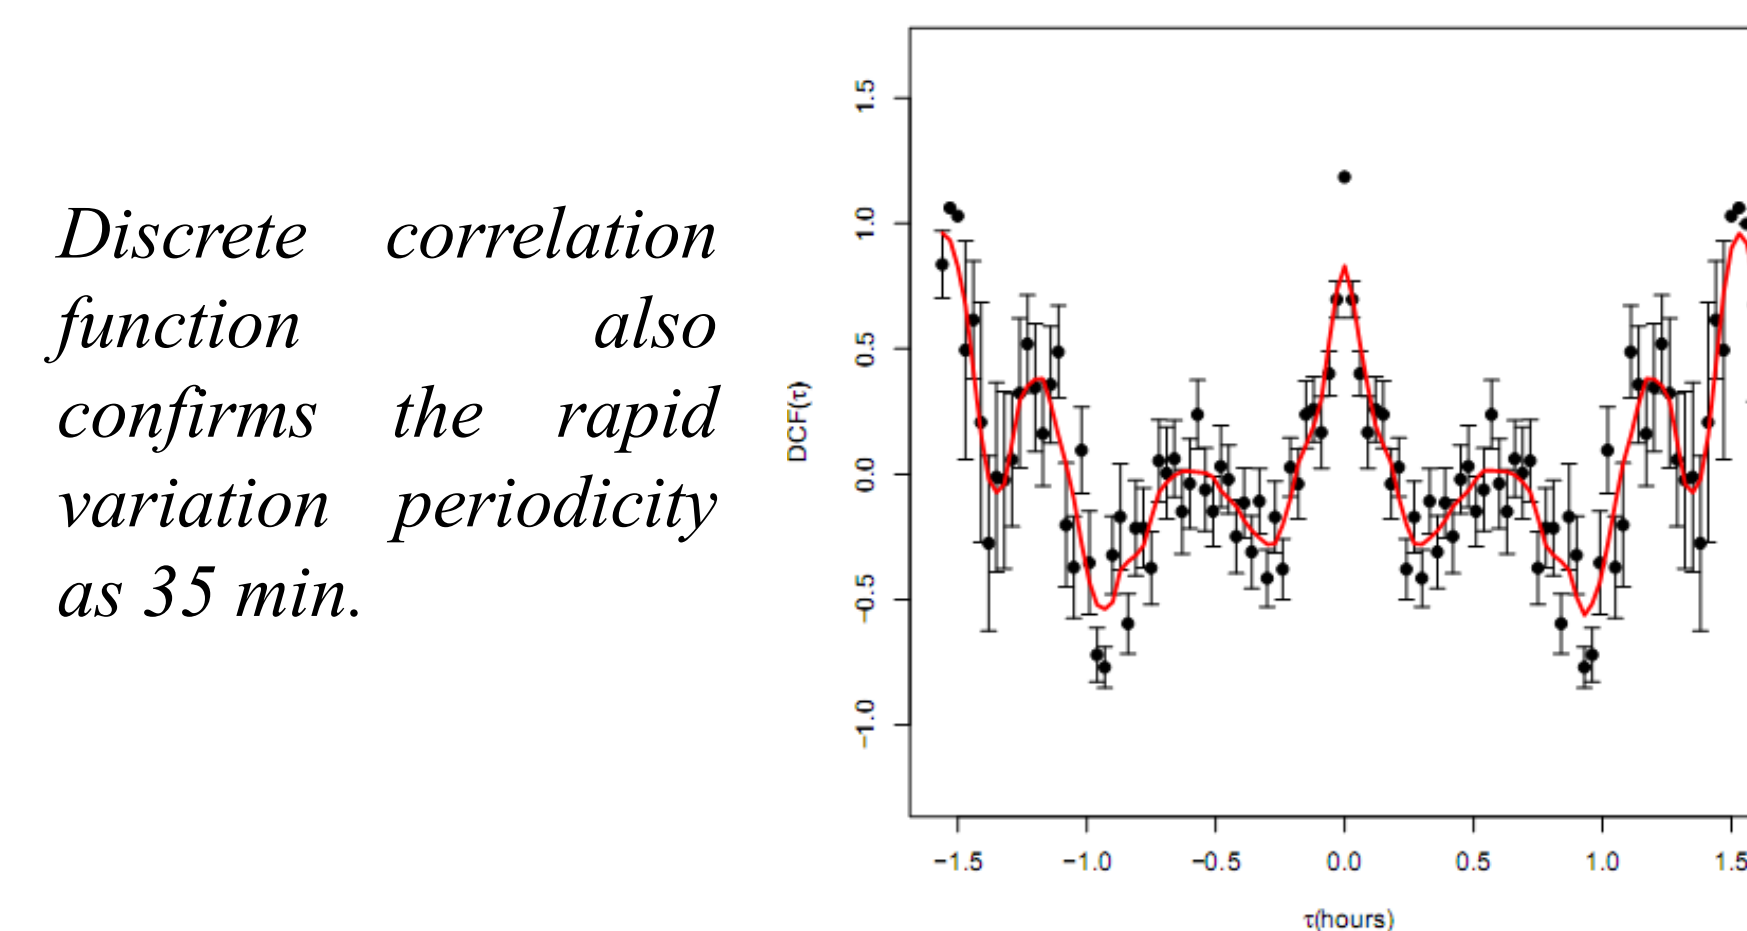 Discrete correlation
function also
confirms the rapid
variation periodicity
as 35 min.
DCF(τ)
1.5
1.0
0.5
0.0
−0.5
−1.0
−1.5 −1.0 −0.5 0.0 0.5 1.0 1.5
τ(hours)